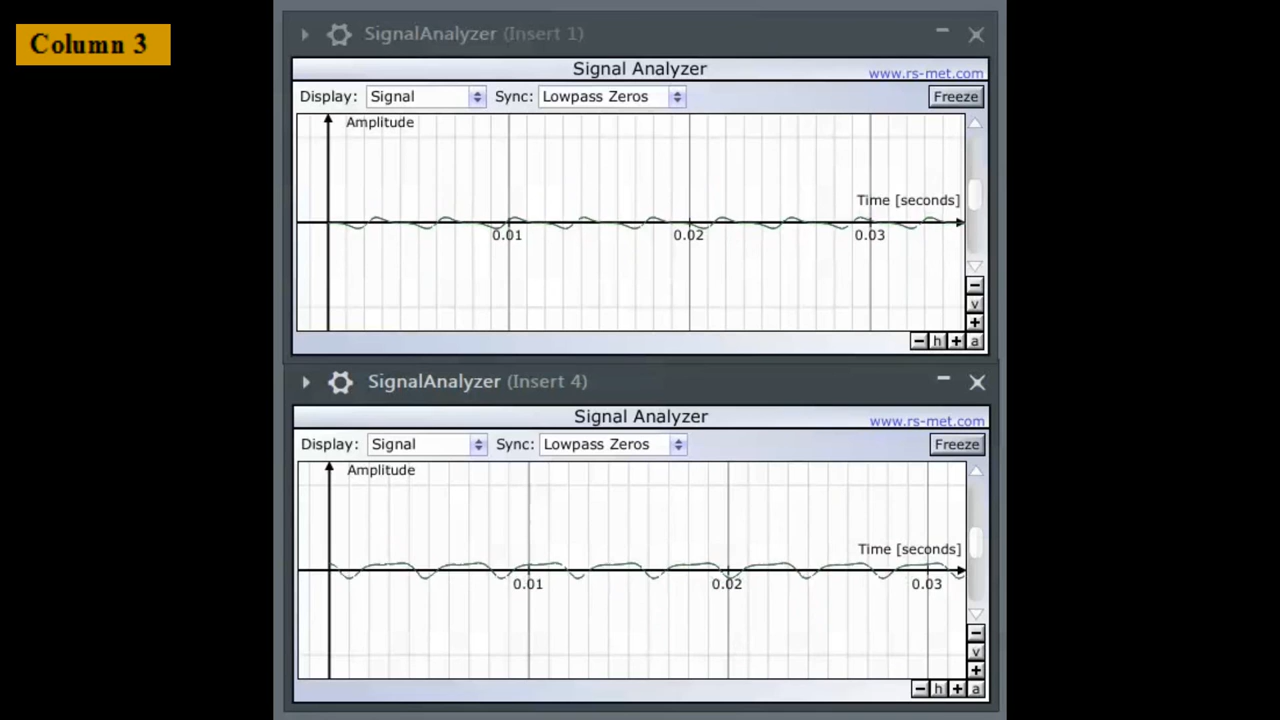 Column 3
SignalAnalyzer (Insert 1)
Signal Analyzer
www.rs-met.com
Display: Signal Sync: Lowpass Zeros Freeze
Amplitude
Time [seconds]
0.01 0.02 0.03
v
+
− h + a
SignalAnalyzer (Insert 4)
Signal Analyzer
www.rs-met.com
Display: Signal Sync: Lowpass Zeros Freeze
Amplitude
Time [seconds]
0.01 0.02 0.03
v
+
− h + a